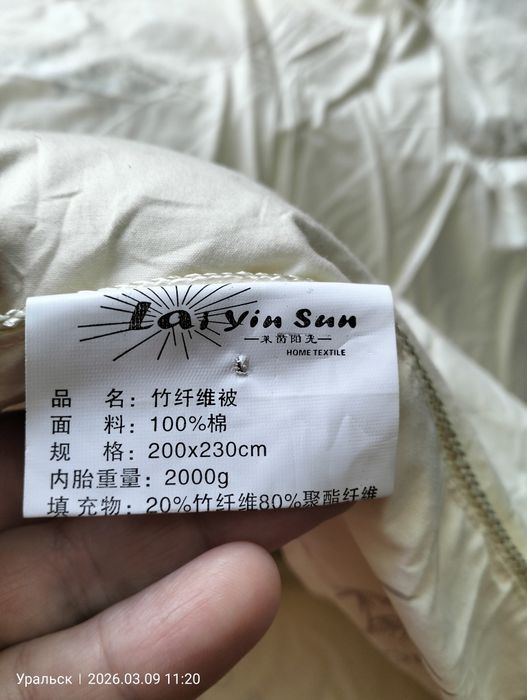 Lai Yin Sun
—莱茵阳光—
HOME TEXTILE
品 名：竹纤维被
面 料：100%棉
规 格：200x230cm
内胎重量：2000g
填充物：20%竹纤维80%聚酯纤维
Уральск | 2026.03.09 11:20